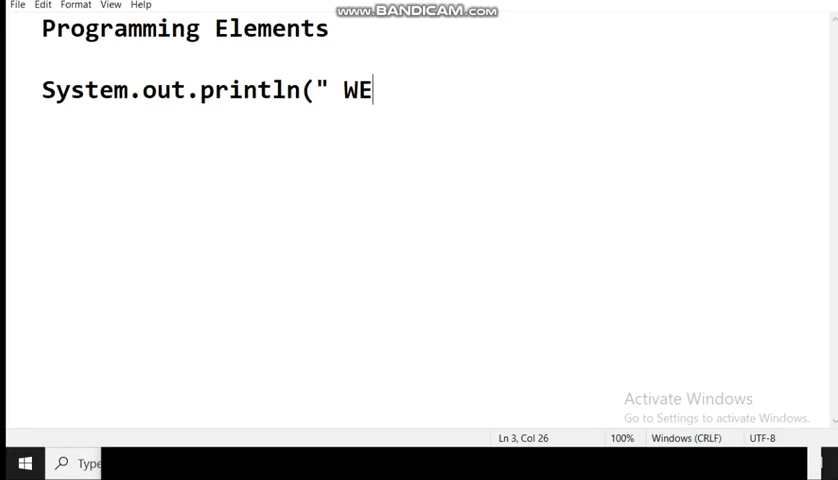 File Edit Format View Help
www.BANDICAM.com
Programming Elements
System.out.println(" WE
Activate Windows
Go to Settings to activate Windows.
Ln 3, Col 26 100% Windows (CRLF) UTF-8
Type